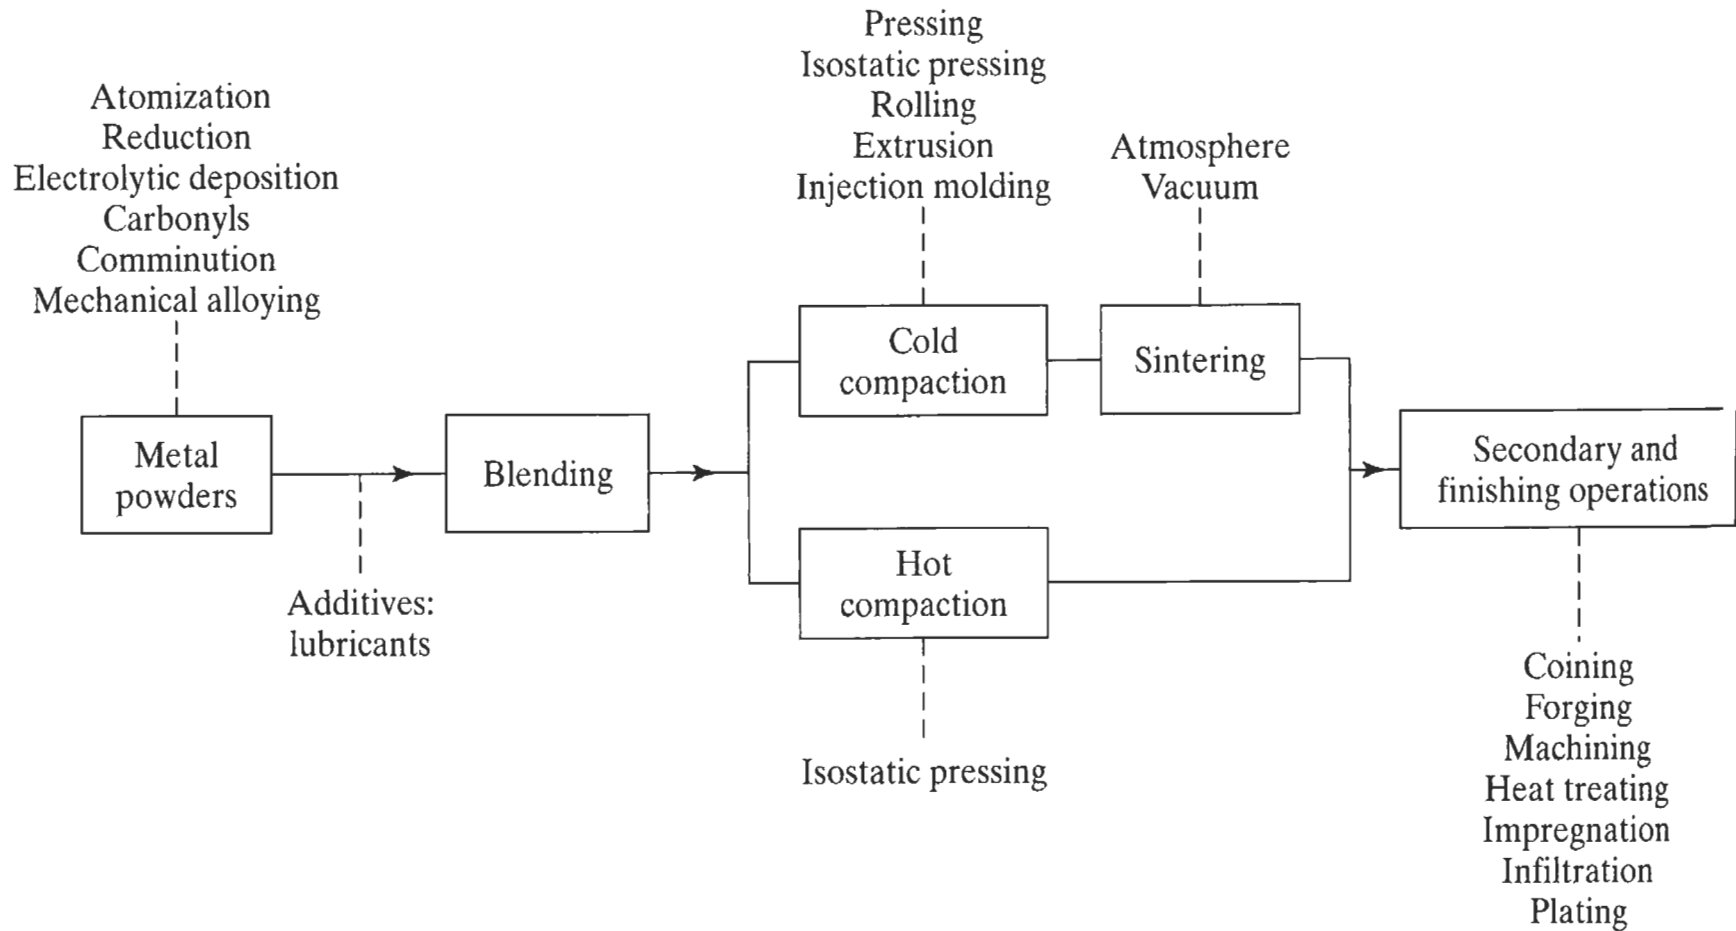 Atomization
Reduction
Electrolytic deposition
Carbonyls
Comminution
Mechanical alloying
Metal
powders
Additives:
lubricants
Blending
Pressing
Isostatic pressing
Rolling
Extrusion
Injection molding
Cold
compaction
Atmosphere
Vacuum
Sintering
Hot
compaction
Isostatic pressing
Secondary and
finishing operations
Coining
Forging
Machining
Heat treating
Impregnation
Infiltration
Plating